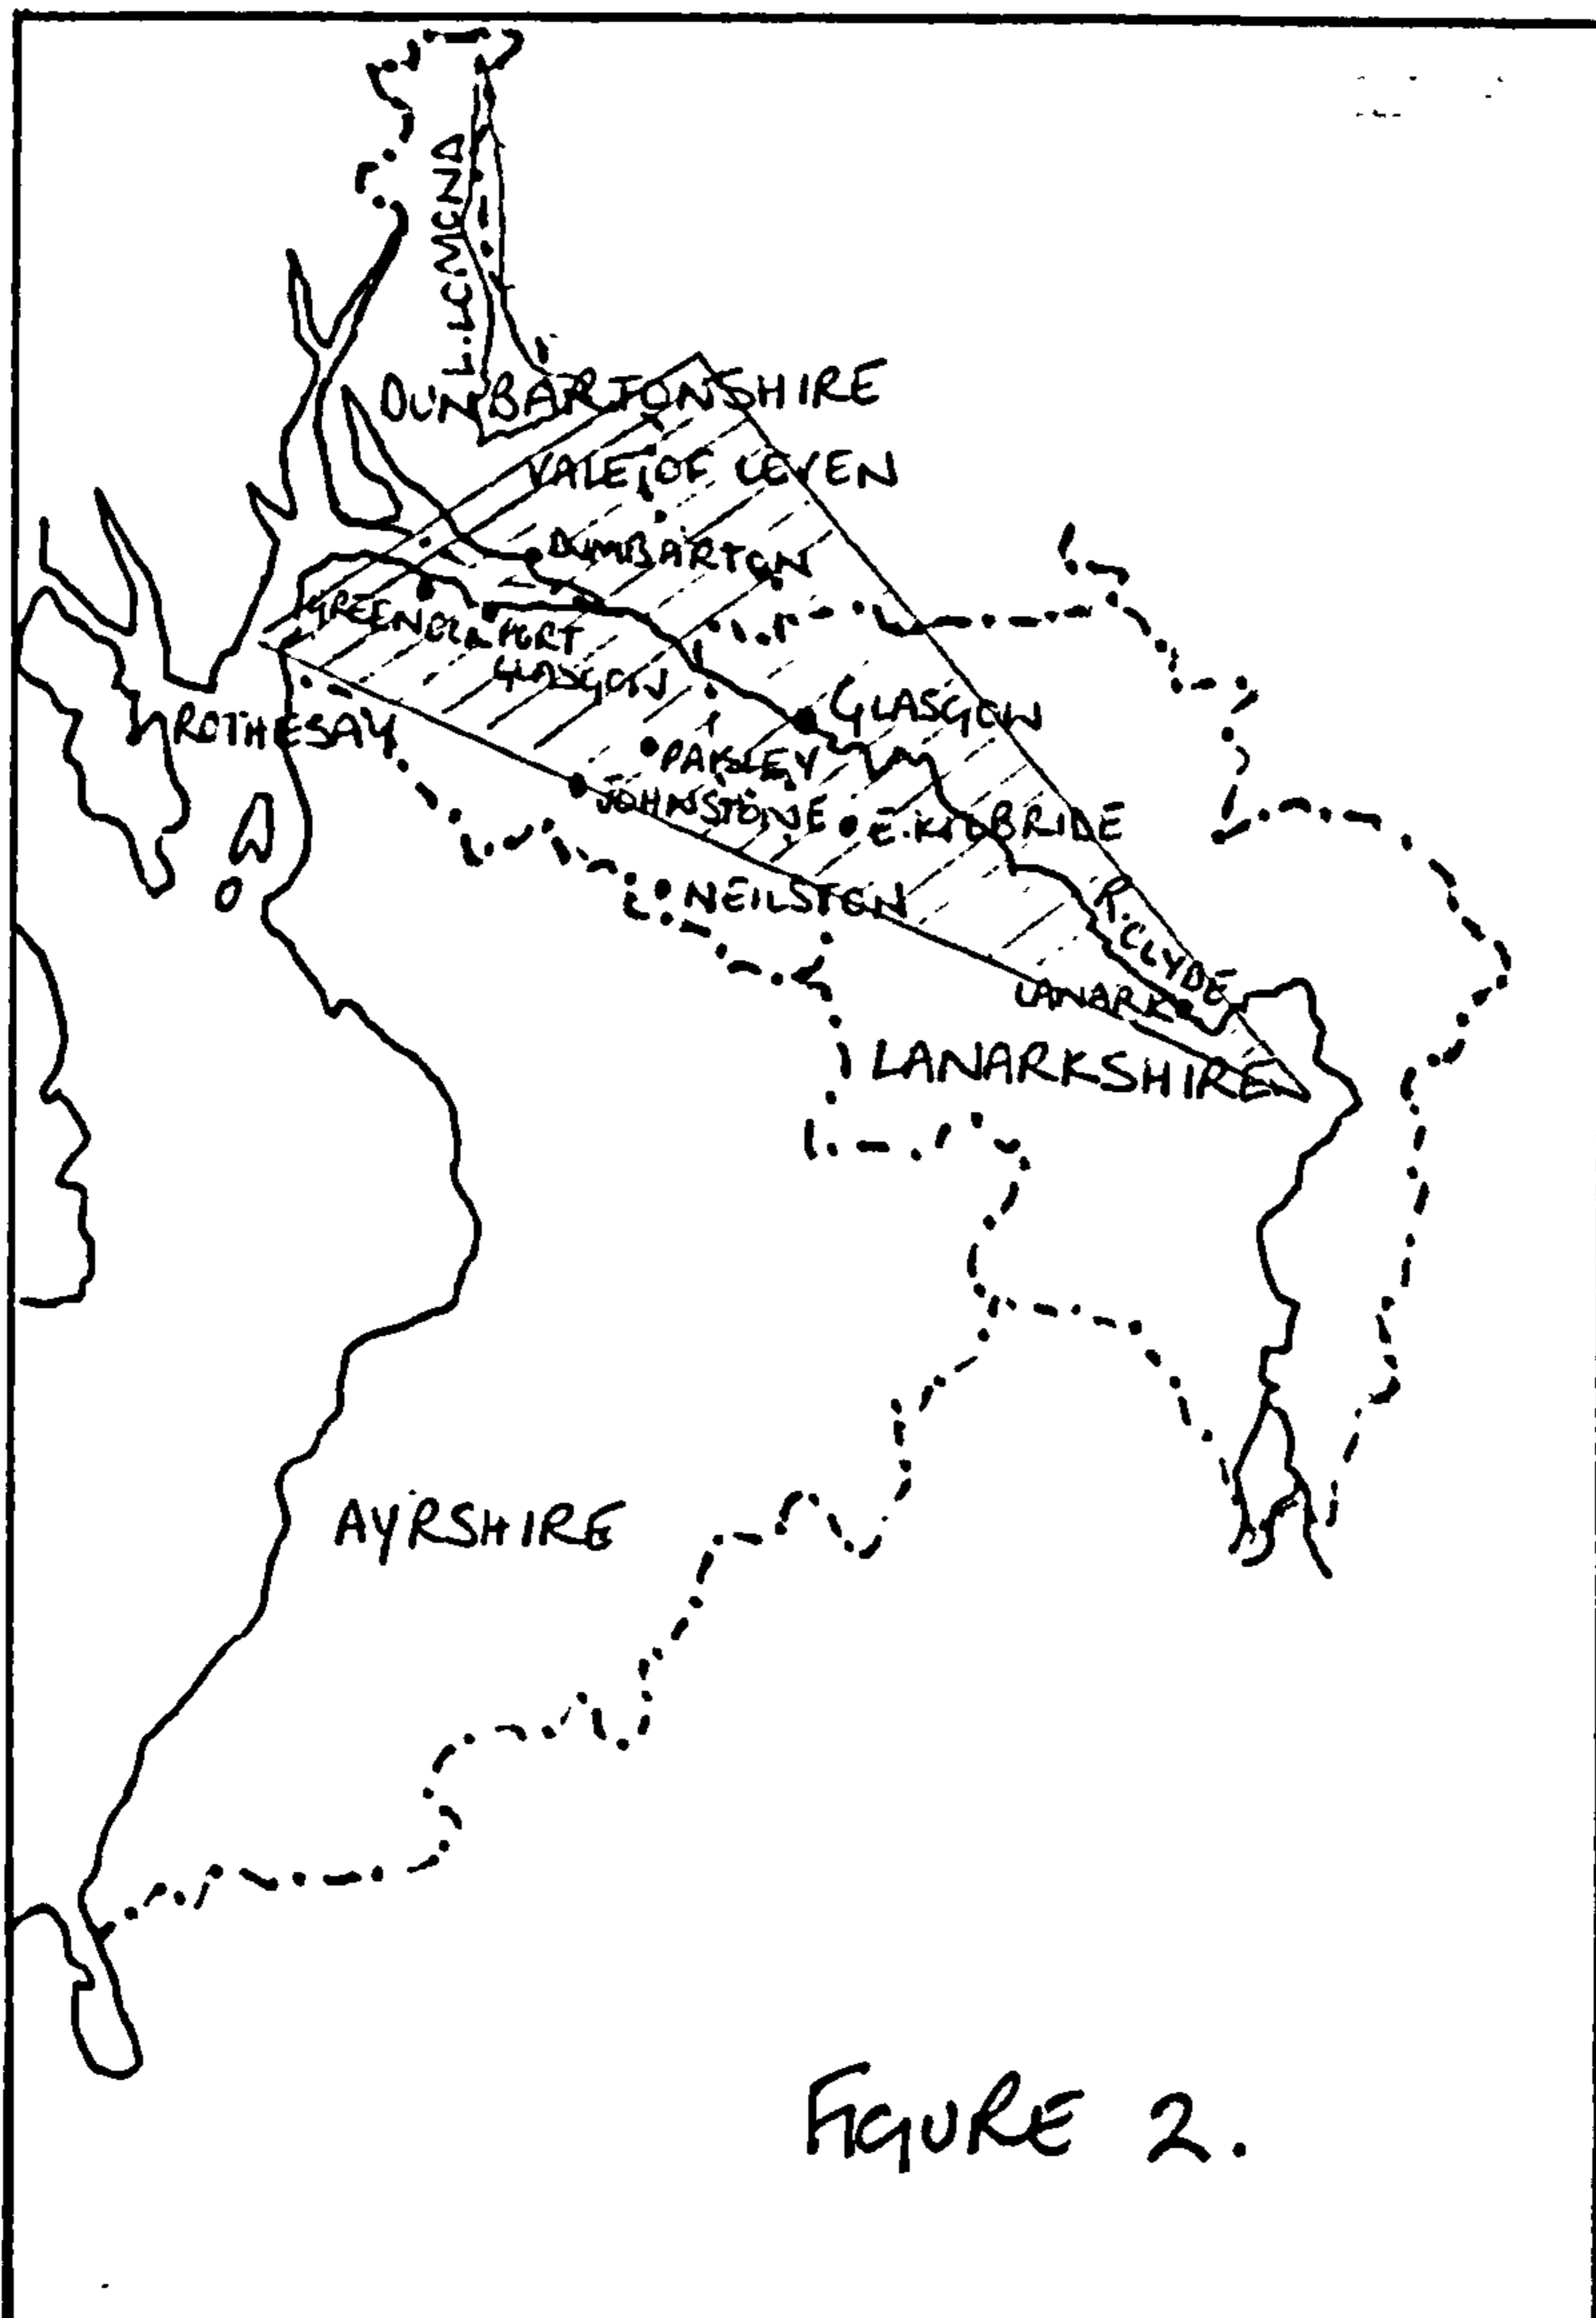 L. LOMOND
DUNBARTONSHIRE
VALE OF LEVEN
DUMBARTON
GREENOCK
PORT
GLASGOW
GLASGOW
ROTHESAY
PAISLEY
JOHNSTONE
E. KILBRIDE
NEILSTON
R. CLYDE
LANARK
LANARKSHIRE
AYRSHIRE
FIGURE 2.